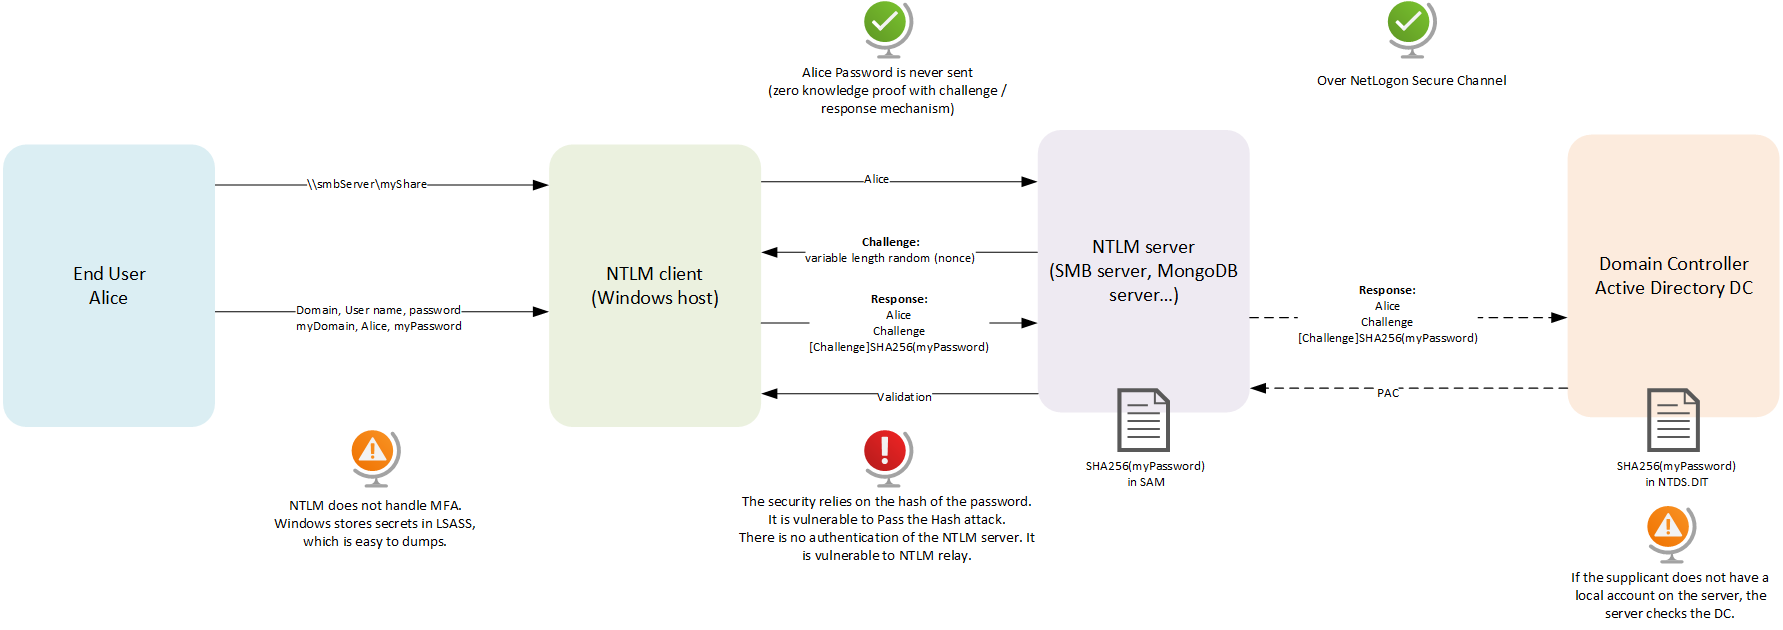 Alice Password is never sent
(zero knowledge proof with challenge /
response mechanism)
Over NetLogon Secure Channel
End User
Alice
\\smbServer\myShare
Domain, User name, password
myDomain, Alice, myPassword
NTLM client
(Windows host)
Alice
Challenge:
variable length random (nonce)
Response:
Alice
Challenge
[Challenge]SHA256(myPassword)
Validation
NTLM server
(SMB server, MongoDB
server...)
Response:
Alice
Challenge
[Challenge]SHA256(myPassword)
PAC
Domain Controller
Active Directory DC
NTLM does not handle MFA.
Windows stores secrets in LSASS,
which is easy to dumps.
The security relies on the hash of the password.
It is vulnerable to Pass the Hash attack.
There is no authentication of the NTLM server. It
is vulnerable to NTLM relay.
SHA256(myPassword)
in SAM
SHA256(myPassword)
in NTDS.DIT
If the supplicant does not have a
local account on the server, the
server checks the DC.